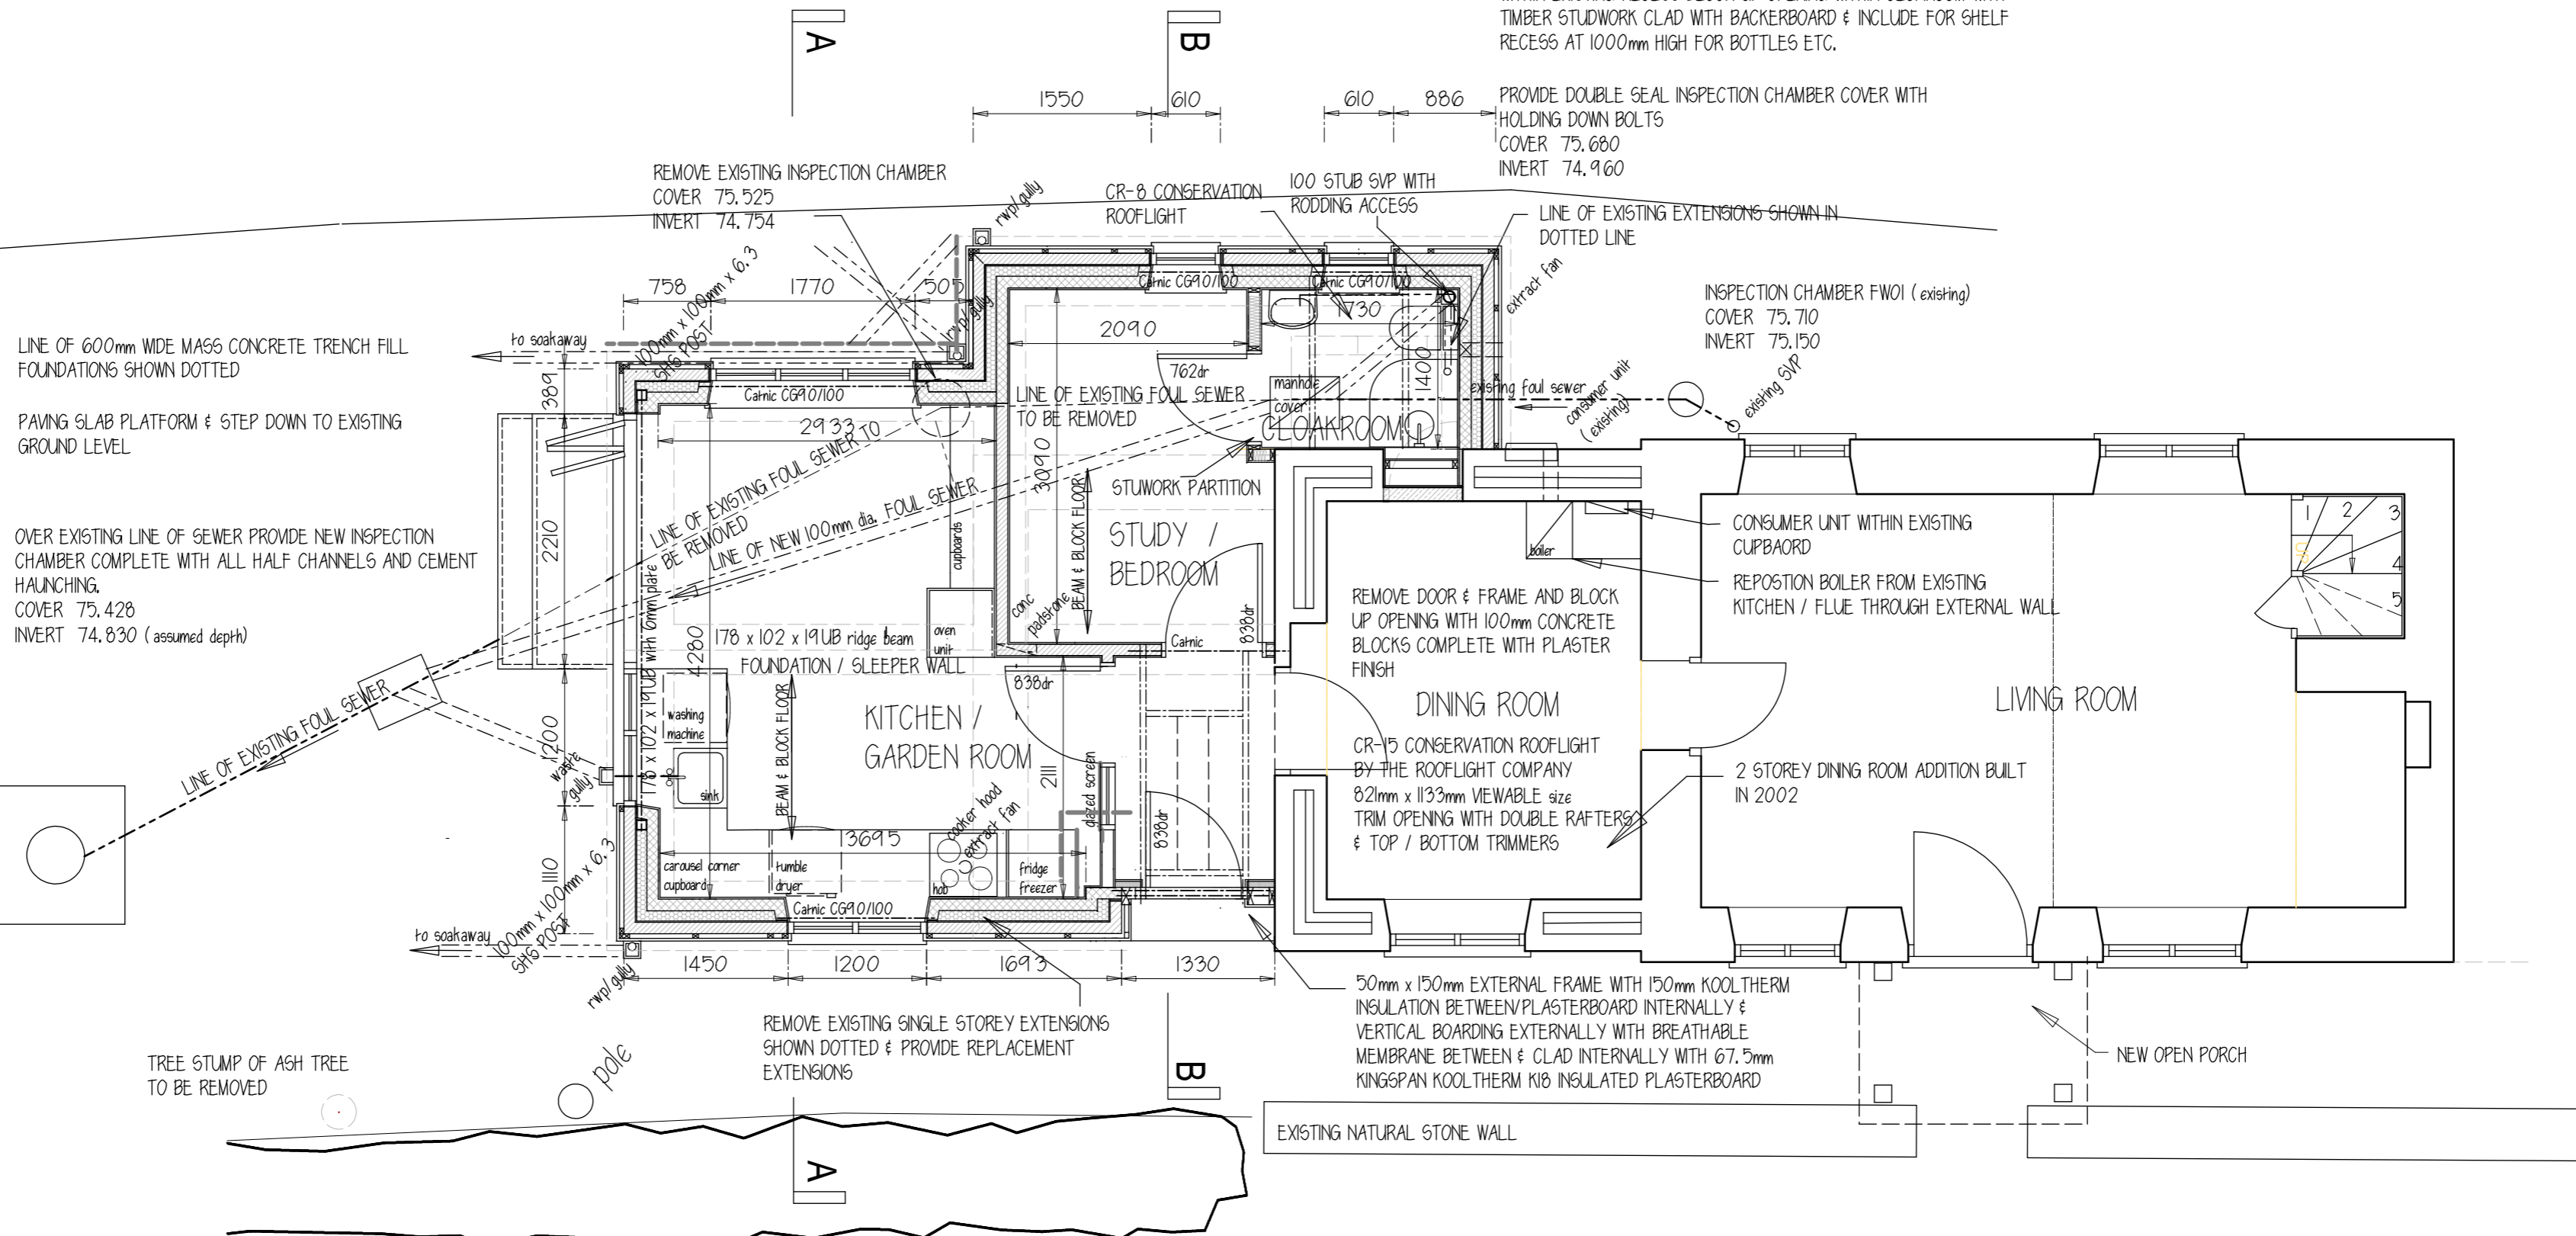 TIMBER STUDWORK CLAD WITH BACKERBOARD & INCLUDE FOR SHELF
RECESS AT 1000mm HIGH FOR BOTTLES ETC.
A
B
1550
610
610
886
PROVIDE DOUBLE SEAL INSPECTION CHAMBER COVER WITH
HOLDING DOWN BOLTS
COVER 75.680
INVERT 74.960
REMOVE EXISTING INSPECTION CHAMBER
COVER 75.525
INVERT 74.754
rwp/gully
CR-8 CONSERVATION
ROOFLIGHT
100 STUB SVP WITH
RODDING ACCESS
LINE OF EXISTING EXTENSIONS SHOWN IN
DOTTED LINE
extract fan
INSPECTION CHAMBER FW01 ( existing)
COVER 75.710
INVERT 75.150
existing SVP
758
1770
505
100mm x 100mm x 6.3
SHS POST
rwp/gully
Catnic CG90/100
Catnic CG90/100
2090
1730
1400
762dr
manhole
cover
CLOAKROOM
existing foul sewer
consumer unit
(existing)
to soakaway
LINE OF 600mm WIDE MASS CONCRETE TRENCH FILL
FOUNDATIONS SHOWN DOTTED
PAVING SLAB PLATFORM & STEP DOWN TO EXISTING
GROUND LEVEL
OVER EXISTING LINE OF SEWER PROVIDE NEW INSPECTION
CHAMBER COMPLETE WITH ALL HALF CHANNELS AND CEMENT
HAUNCHING.
COVER 75.428
INVERT 74.830 ( assumed depth)
389
2210
1200
1110
Catnic CG90/100
2933
LINE OF EXISTING FOUL SEWER
TO BE REMOVED
LINE OF EXISTING FOUL SEWER TO
BE REMOVED
LINE OF NEW 100mm dia. FOUL SEWER
3090
BEAM & BLOCK FLOOR
STUWORK PARTITION
STUDY /
BEDROOM
cupboards
oven
unit
conc
padstone
Catnic
838dr
838dr
178 x 102 x 19UB with 10mm plate
4280
178 x 102 x 19UB ridge beam
FOUNDATION / SLEEPER WALL
washing
machine
sink
BEAM & BLOCK FLOOR
KITCHEN /
GARDEN ROOM
2111
glazed screen
838dr
cooker hood
extract fan
3695
carousel corner
cupboard
tumble
dryer
hob
fridge
freezer
Catnic CG90/100
LINE OF EXISTING FOUL SEWER
waste
gully
100mm x 100mm x 6.3
SHS POST
to soakaway
rwp/gully
1450
1200
1693
1330
boiler
CONSUMER UNIT WITHIN EXISTING
CUPBAORD
REPOSTION BOILER FROM EXISTING
KITCHEN / FLUE THROUGH EXTERNAL WALL
REMOVE DOOR & FRAME AND BLOCK
UP OPENING WITH 100mm CONCRETE
BLOCKS COMPLETE WITH PLASTER
FINISH
DINING ROOM
CR-15 CONSERVATION ROOFLIGHT
BY THE ROOFLIGHT COMPANY
821mm x 1133mm VIEWABLE size
TRIM OPENING WITH DOUBLE RAFTERS
& TOP / BOTTOM TRIMMERS
2 STOREY DINING ROOM ADDITION BUILT
IN 2002
LIVING ROOM
1
2
3
4
5
50mm x 150mm EXTERNAL FRAME WITH 150mm KOOLTHERM
INSULATION BETWEEN/PLASTERBOARD INTERNALLY &
VERTICAL BOARDING EXTERNALLY WITH BREATHABLE
MEMBRANE BETWEEN & CLAD INTERNALLY WITH 67.5mm
KINGSPAN KOOLTHERM K18 INSULATED PLASTERBOARD
NEW OPEN PORCH
REMOVE EXISTING SINGLE STOREY EXTENSIONS
SHOWN DOTTED & PROVIDE REPLACEMENT
EXTENSIONS
TREE STUMP OF ASH TREE
TO BE REMOVED
pole
B
A
EXISTING NATURAL STONE WALL